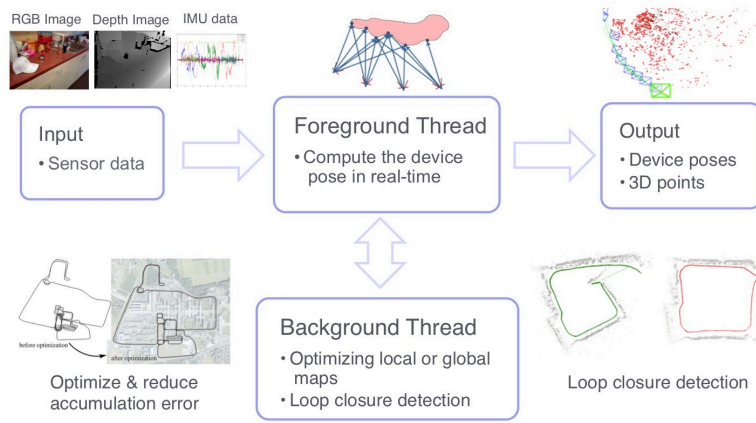 RGB Image
Depth Image
IMU data
Input
• Sensor data
Foreground Thread
• Compute the device
pose in real-time
Output
• Device poses
• 3D points
before optimization
after optimization
Optimize & reduce
accumulation error
Background Thread
• Optimizing local or global
maps
• Loop closure detection
Loop closure detection